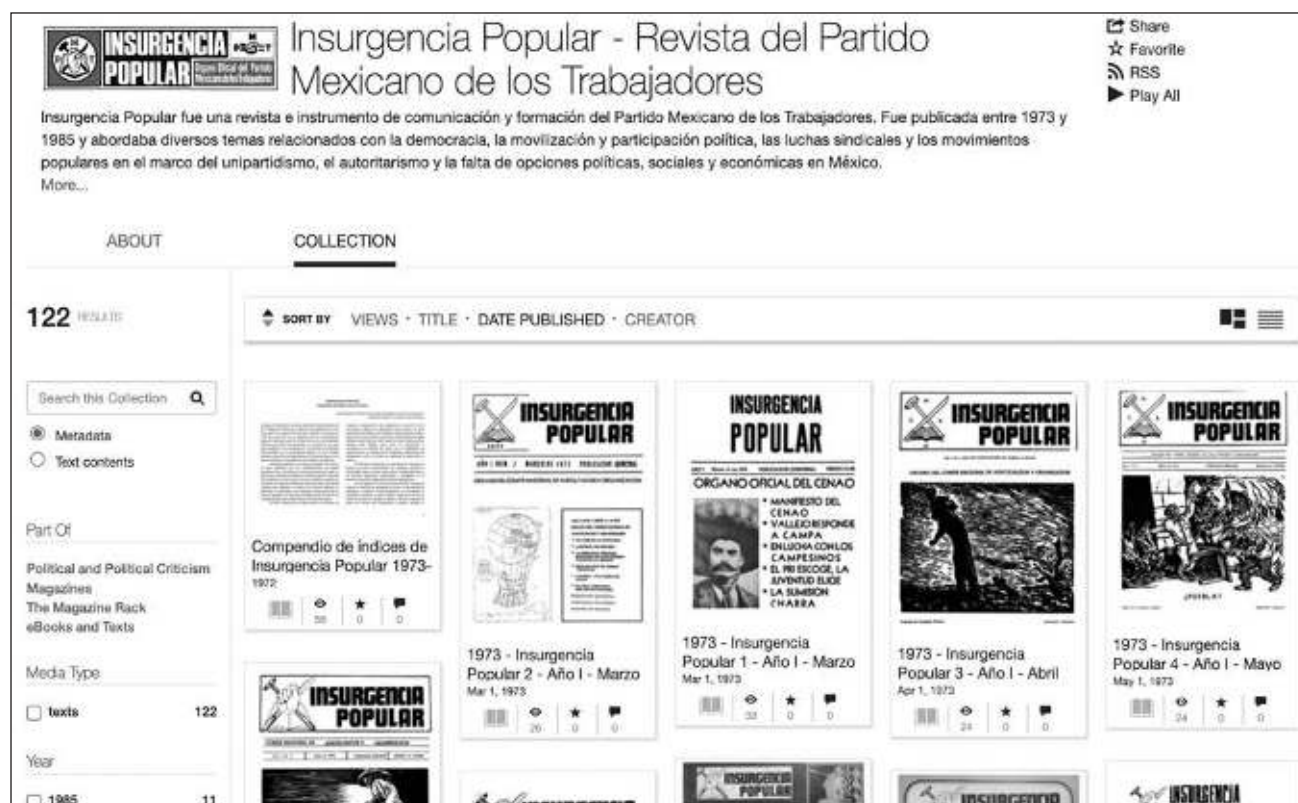 INSURGENCIA
POPULAR
Insurgencia Popular - Revista del Partido
Mexicano de los Trabajadores
Share
Favorite
RSS
Play All
Insurgencia Popular fue una revista e instrumento de comunicación y formación del Partido Mexicano de los Trabajadores. Fue publicada entre 1973 y
1985 y abordaba diversos temas relacionados con la democracia, la movilización y participación política, las luchas sindicales y los movimientos
populares en el marco del unipartidismo, el autoritarismo y la falta de opciones políticas, sociales y económicas en México.
More...
ABOUT
COLLECTION
122 RESULTS
SORT BY VIEWS · TITLE · DATE PUBLISHED · CREATOR
Search this Collection
Metadata
Text contents
Part Of
Political and Political Criticism
Magazines
The Magazine Rack
eBooks and Texts
Media Type
texts 122
Year
1985 11
Compendio de índices de
Insurgencia Popular 1973-
1972
58 0 0
INSURGENCIA
POPULAR
1973 - Insurgencia
Popular 2 - Año I - Marzo
Mar 1, 1973
26 0 0
INSURGENCIA
POPULAR
ORGANO OFICIAL DEL CENAO
• MANIFIESTO DEL
CENAO
• VALLEJO RESPONDE
A CAMPA
• EN LUCHA CON LOS
CAMPESINOS
• EL PRI ESCOGE, LA
JUVENTUD ELIGE
• LA SUMISIÓN
CHARRA
1973 - Insurgencia
Popular 1 - Año I - Marzo
Mar 1, 1973
33 0 0
INSURGENCIA
POPULAR
1973 - Insurgencia
Popular 3 - Año I - Abril
Apr 1, 1973
24 0 0
INSURGENCIA
POPULAR
1973 - Insurgencia
Popular 4 - Año I - Mayo
May 1, 1973
24 0 0
INSURGENCIA
POPULAR
INSURGENCIA
POPULAR
INSURGENCIA
INSURGENCIA